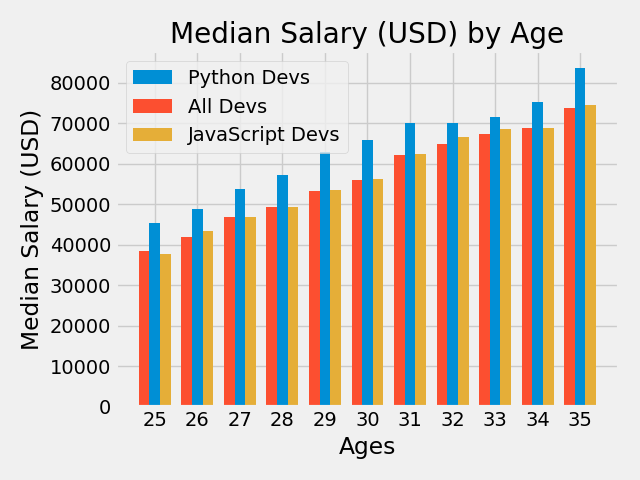 Median Salary (USD) by Age
Python Devs
All Devs
JavaScript Devs
Median Salary (USD)
80000
70000
60000
50000
40000
30000
20000
10000
0
25 26 27 28 29 30 31 32 33 34 35
Ages